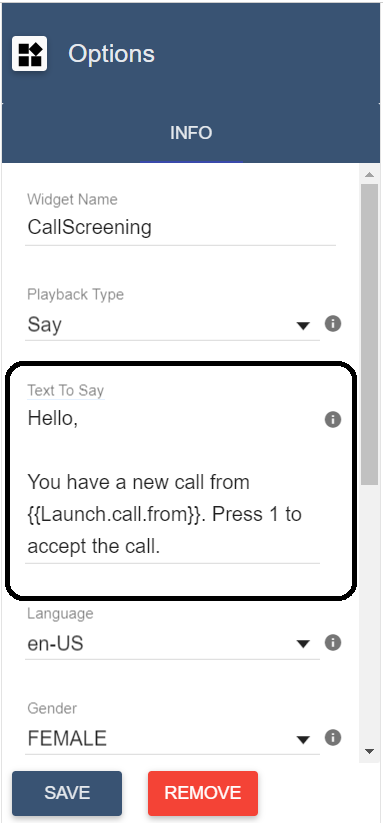 Options
INFO
Widget Name
CallScreening
Playback Type
Say
Text To Say
Hello,
You have a new call from
{{Launch.call.from}}. Press 1 to
accept the call.
Language
en-US
Gender
FEMALE
SAVE REMOVE